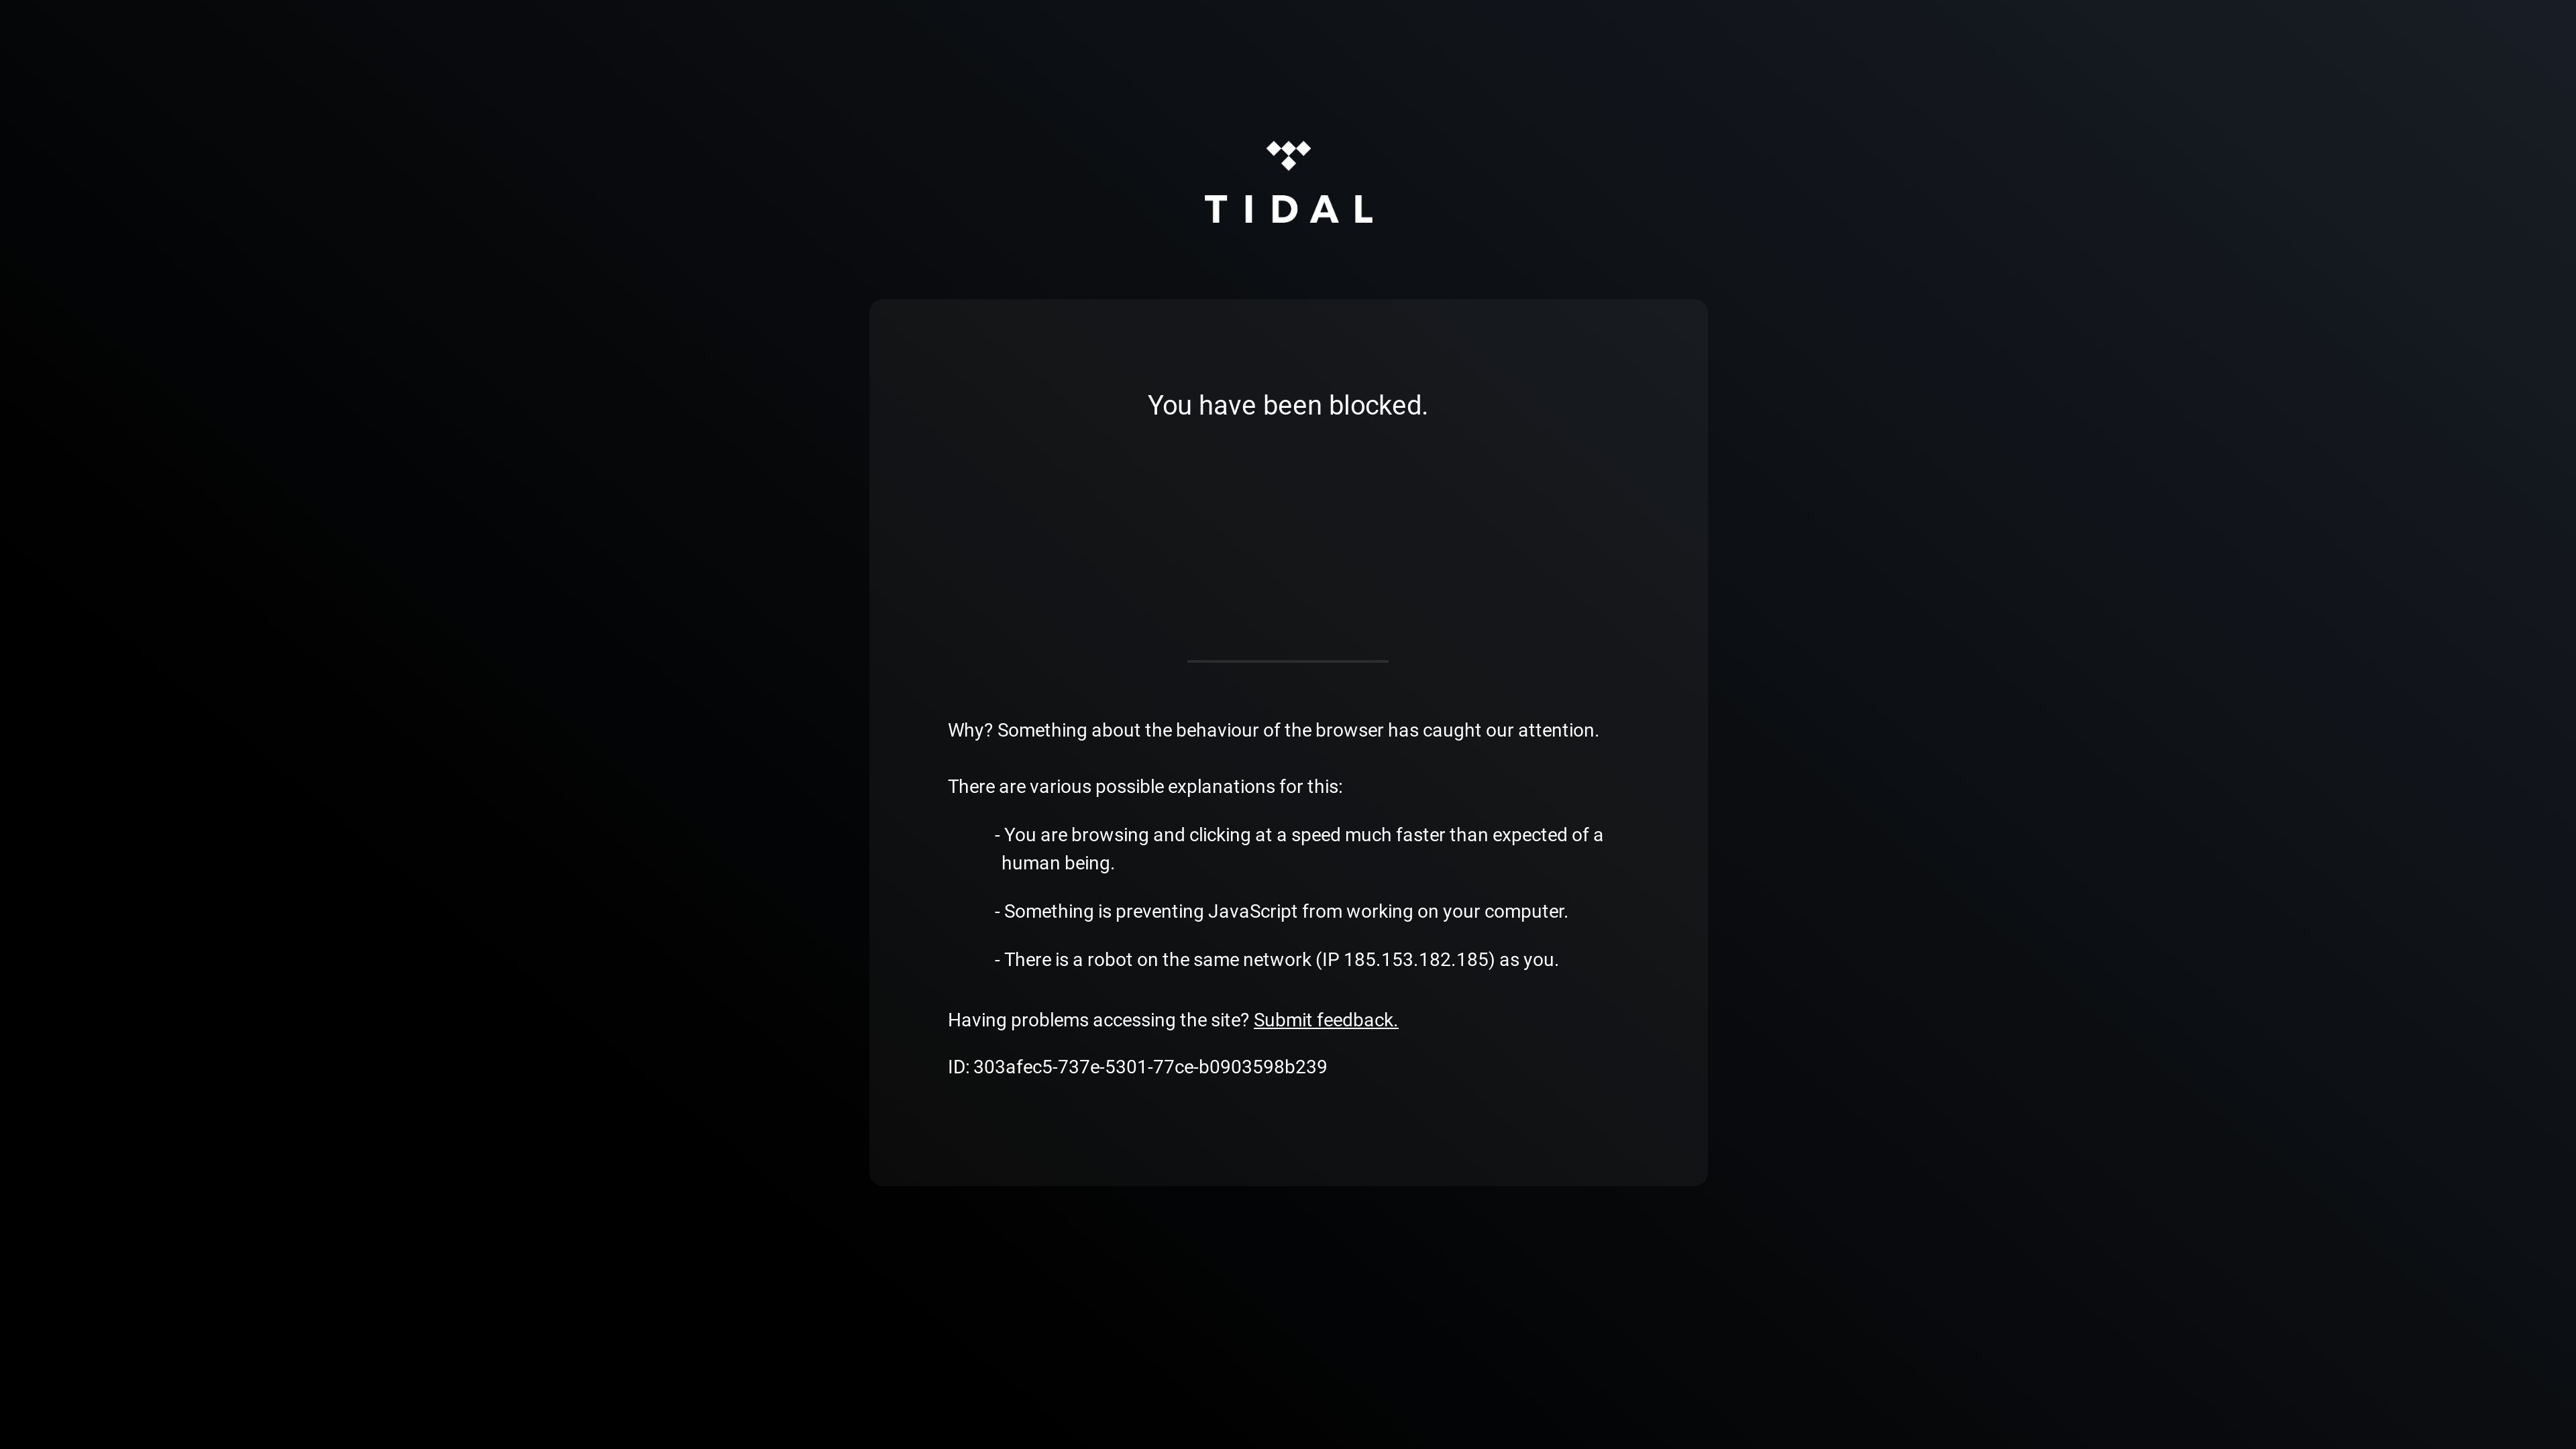 TIDAL
You have been blocked.
Why? Something about the behaviour of the browser has caught our attention.
There are various possible explanations for this:
- You are browsing and clicking at a speed much faster than expected of a
human being.
- Something is preventing JavaScript from working on your computer.
- There is a robot on the same network (IP 185.153.182.185) as you.
Having problems accessing the site? Submit feedback.
ID: 303afec5-737e-5301-77ce-b0903598b239